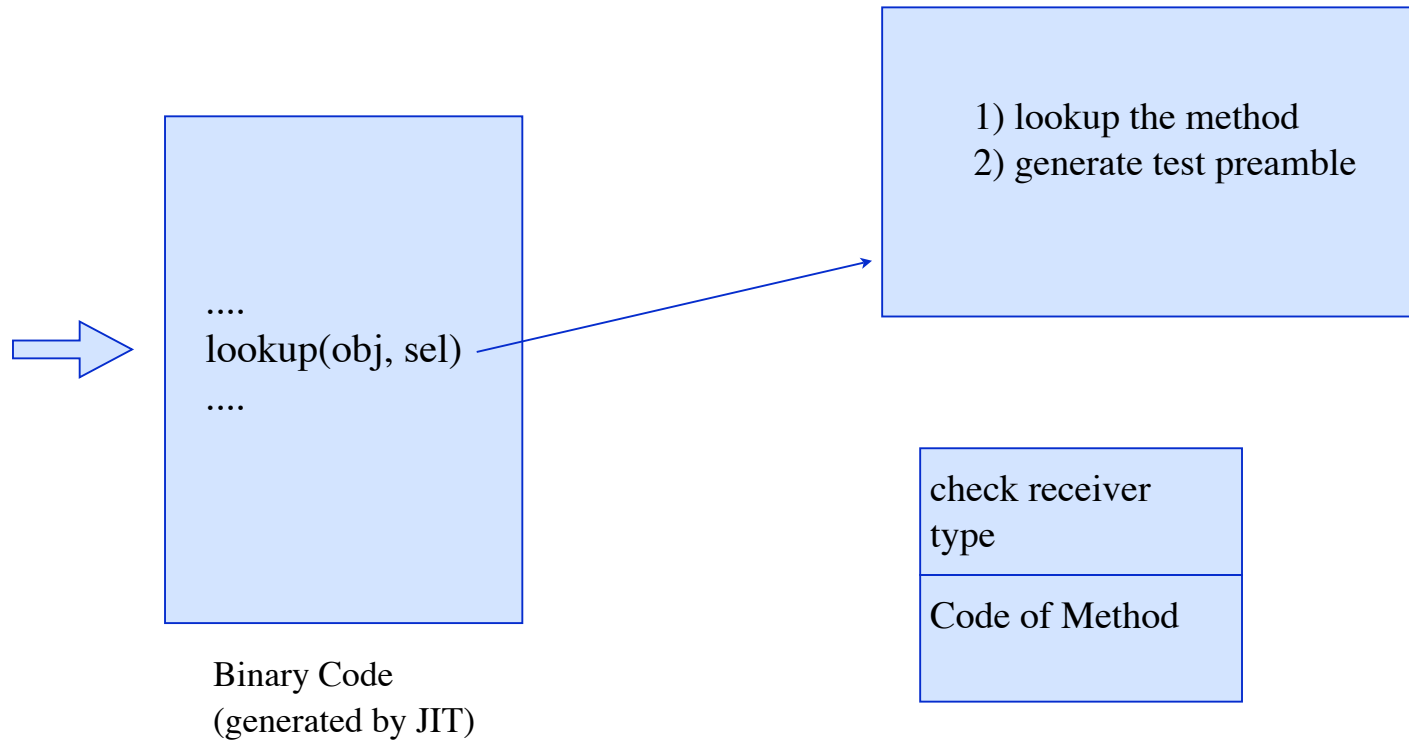 ....
lookup(obj, sel)
....
Binary Code
(generated by JIT)
1) lookup the method
2) generate test preamble
check receiver
type
Code of Method